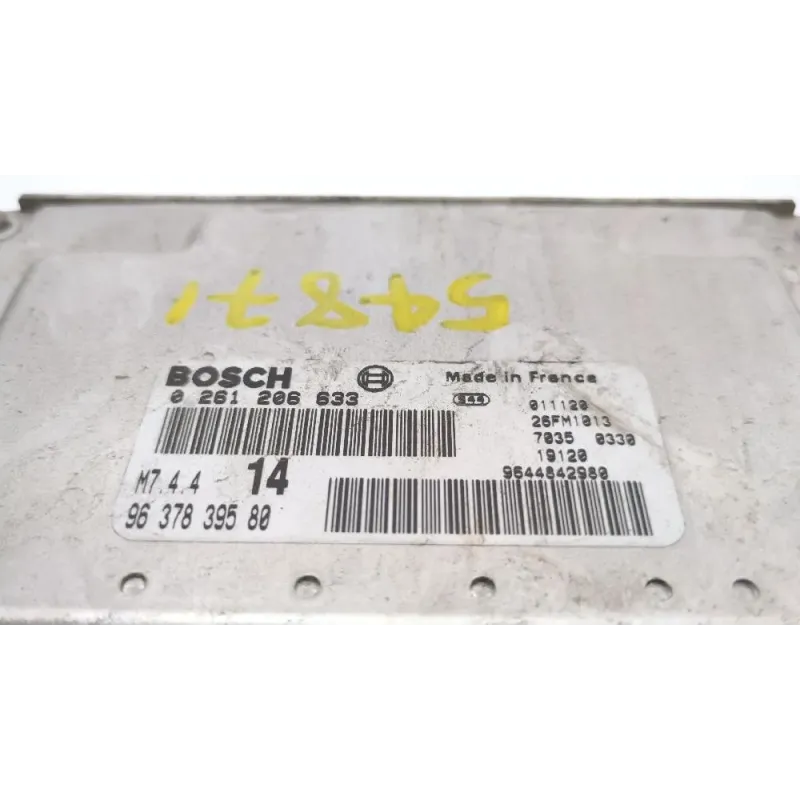 54871
BOSCH Made in France
0 261 206 633 011120
26FM1013
7035 0330
19120
M7.4.4 14 9644842980
96 378 395 80